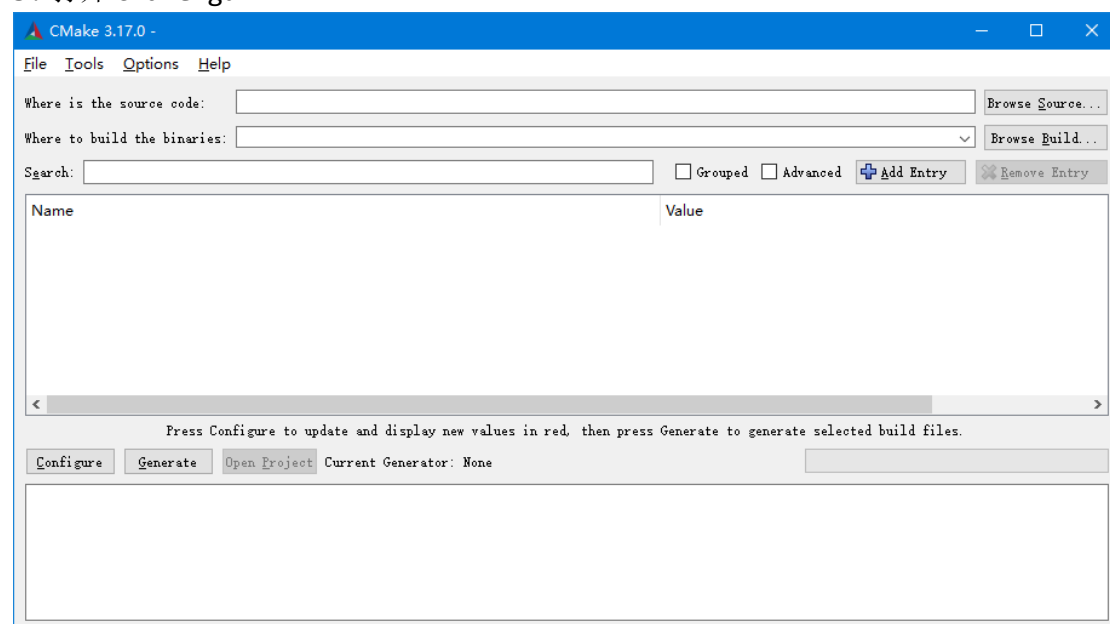 CMake 3.17.0 -
File Tools Options Help
Where is the source code: Browse Source...
Where to build the binaries: Browse Build...
Search: Grouped Advanced Add Entry Remove Entry
Name Value
Press Configure to update and display new values in red, then press Generate to generate selected build files.
Configure Generate Open Project Current Generator: None